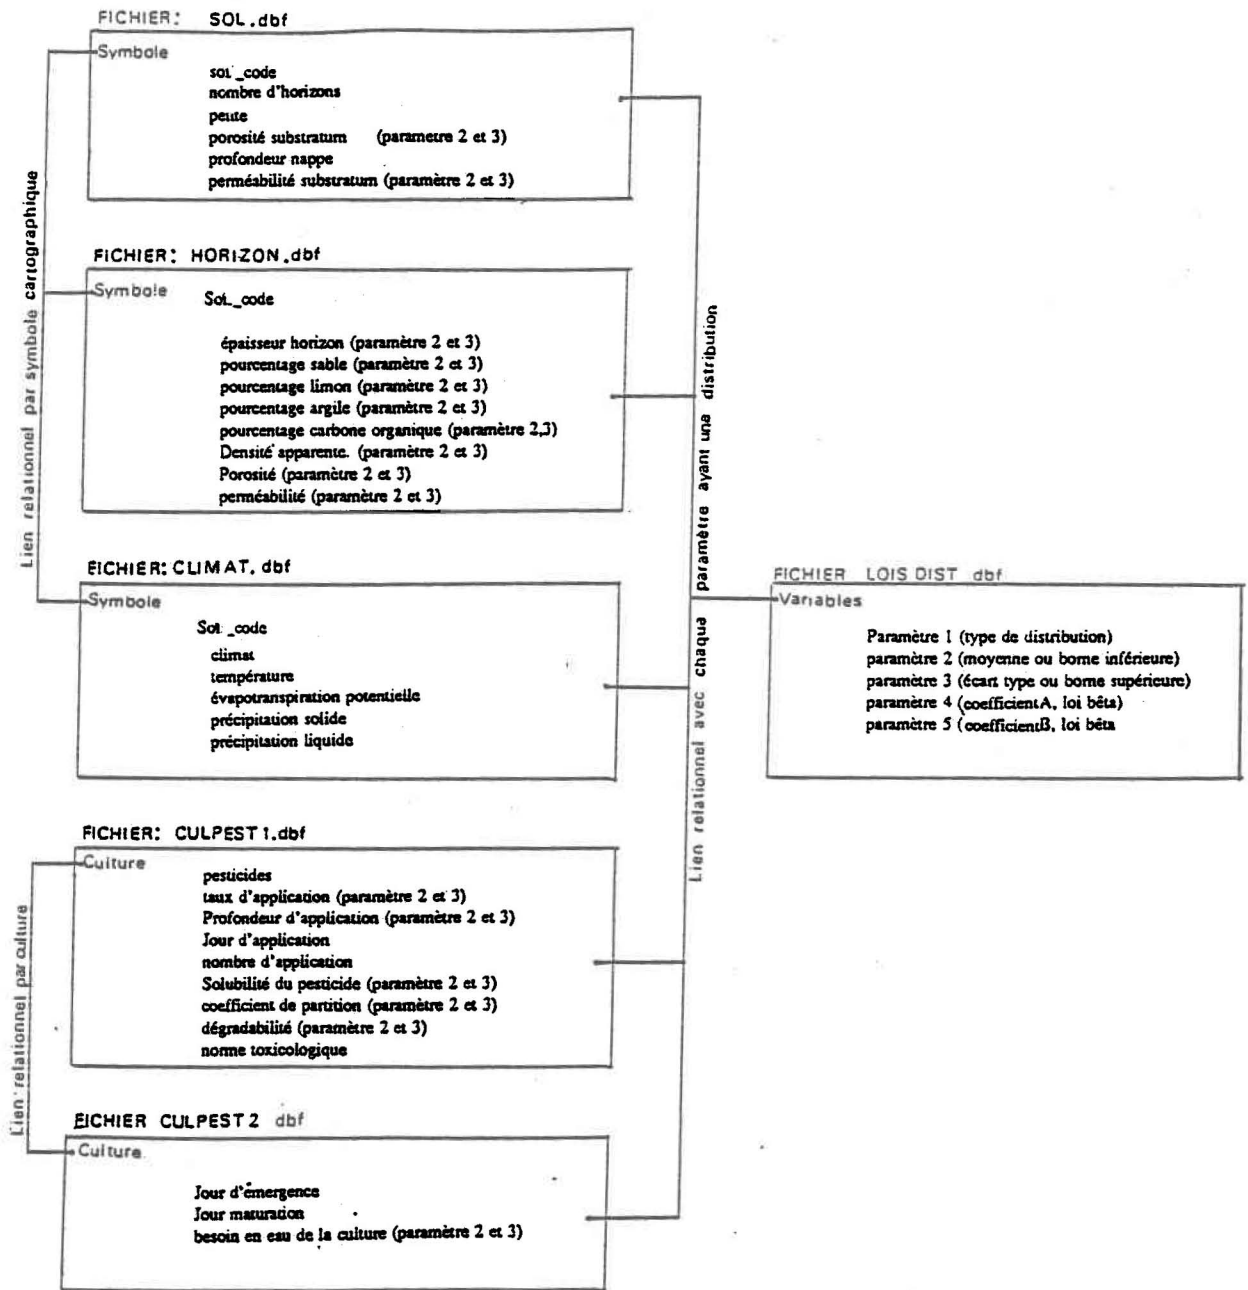 FICHIER: SOL.dbf
Symbole
sol_code
nombre d'horizons
pente
porosité substratum (parametre 2 et 3)
profondeur nappe
perméabilité substratum (paramètre 2 et 3)
FICHIER: HORIZON.dbf
Symbole
Sol_code
épaisseur horizon (paramètre 2 et 3)
pourcentage sable (paramètre 2 et 3)
pourcentage limon (paramètre 2 et 3)
pourcentage argile (paramètre 2 et 3)
pourcentage carbone organique (paramètre 2,3)
Densité apparente. (paramètre 2 et 3)
Porosité (paramètre 2 et 3)
perméabilité (paramètre 2 et 3)
FICHIER: CLIMAT.dbf
Symbole
Sol_code
climat
température
évapotranspiration potentielle
précipitation solide
précipitation liquide
FICHIER: CULPEST 1.dbf
Culture
pesticides
taux d'application (paramètre 2 et 3)
Profondeur d'application (paramètre 2 et 3)
Jour d'application
nombre d'application
Solubilité du pesticide (paramètre 2 et 3)
coefficient de partition (paramètre 2 et 3)
dégradabilité (paramètre 2 et 3)
norme toxicologique
FICHIER CULPEST 2 dbf
Culture
Jour d'émergence
Jour maturation
besoin en eau de la culture (paramètre 2 et 3)
Lien relationnel par symbole cartographique
Lien relationnel par culture
Lien relationnel avec chaqua paramètre ayant une distribution
FICHIER LOIS DIST dbf
Variables
Paramètre 1 (type de distribution)
paramètre 2 (moyenne ou borne inférieure)
paramètre 3 (écart type ou borne supérieure)
paramètre 4 (coefficientA, loi bêta)
paramètre 5 (coefficientB, loi bêta